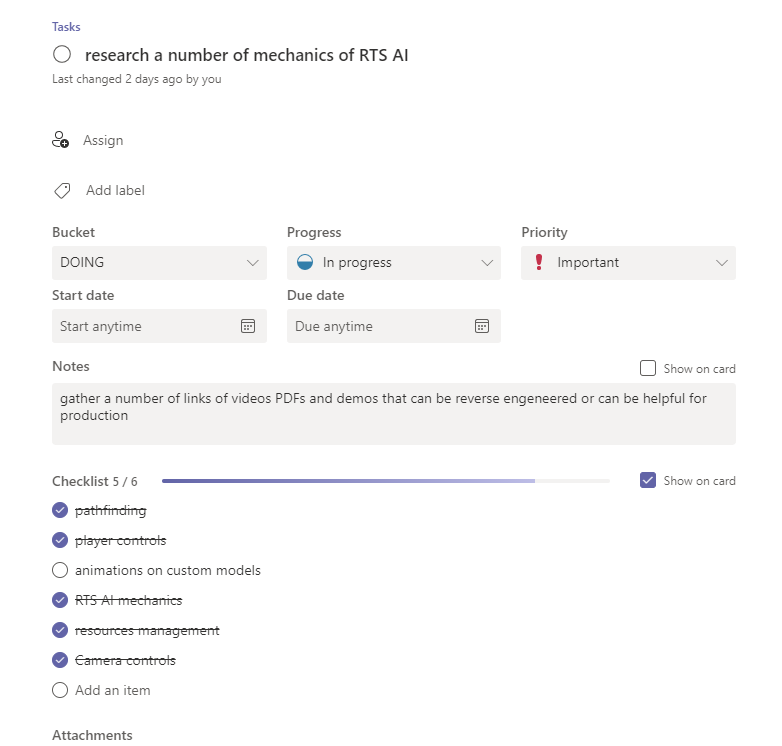 Tasks
research a number of mechanics of RTS AI
Last changed 2 days ago by you
Assign
Add label
Bucket
Progress
Priority
DOING
In progress
Important
Start date
Due date
Start anytime
Due anytime
Notes
Show on card
gather a number of links of videos PDFs and demos that can be reverse engeneered or can be helpful for
production
Checklist 5 / 6
Show on card
pathfinding
player controls
animations on custom models
RTS AI mechanics
resources management
Camera controls
Add an item
Attachments